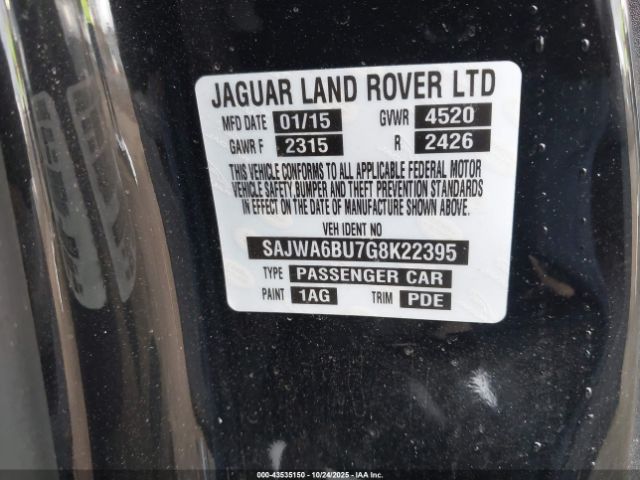 JAGUAR LAND ROVER LTD
MFD DATE 01/15 GVWR 4520
GAWR F 2315 R 2426
THIS VEHICLE CONFORMS TO ALL APPLICABLE FEDERAL MOTOR
VEHICLE SAFETY, BUMPER AND THEFT PREVENTION STANDARDS
IN EFFECT ON THE DATE OF MANUFACTURE SHOWN ABOVE.
VEH IDENT NO
SAJWA6BU7G8K22395
TYPE PASSENGER CAR
PAINT 1AG TRIM PDE
000-43535150 • 10/24/2025 • IAA Inc.